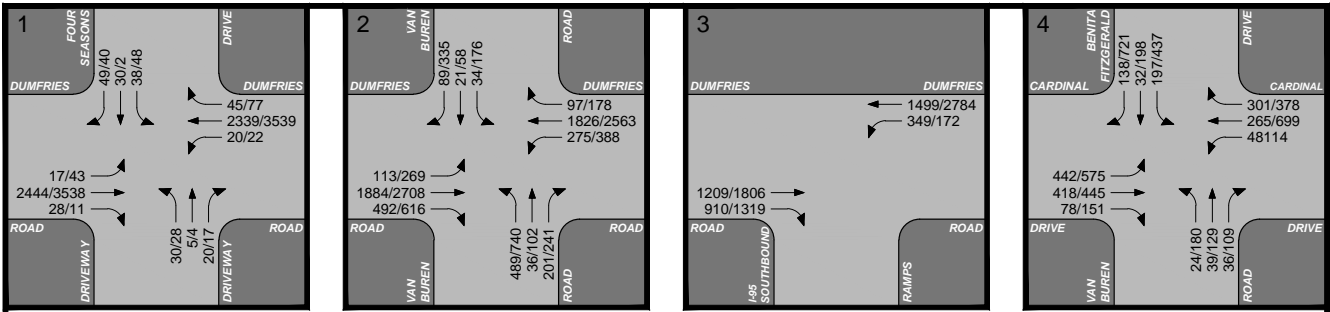 1
FOUR
SEASONS
DRIVE
DUMFRIES
DUMFRIES
49/40
30/2
38/48
45/77
2339/3539
20/22
17/43
2444/3538
28/11
30/28
5/4
20/17
ROAD
ROAD
DRIVEWAY
DRIVEWAY
2
VAN
BUREN
ROAD
DUMFRIES
DUMFRIES
89/335
21/58
34/176
97/178
1826/2563
275/388
113/269
1884/2708
492/616
489/740
36/102
201/241
ROAD
ROAD
VAN
BUREN
ROAD
3
DUMFRIES
DUMFRIES
1499/2784
349/172
1209/1806
910/1319
ROAD
ROAD
I-95
SOUTHBOUND
RAMPS
4
BENITA
FITZGERALD
DRIVE
CARDINAL
CARDINAL
138/721
32/198
197/437
301/378
265/699
48114
442/575
418/445
78/151
24/180
39/129
36/109
DRIVE
DRIVE
VAN
BUREN
ROAD